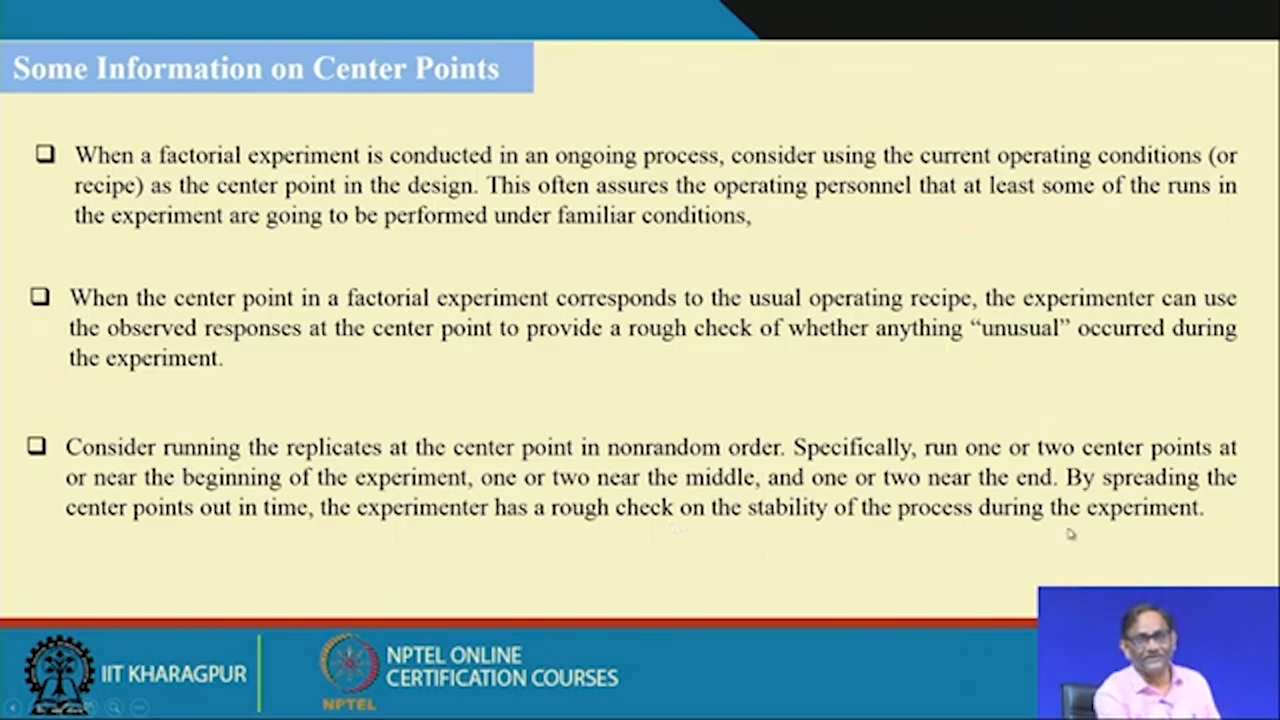 Some Information on Center Points
When a factorial experiment is conducted in an ongoing process, consider using the current operating conditions (or
recipe) as the center point in the design. This often assures the operating personnel that at least some of the runs in
the experiment are going to be performed under familiar conditions,
When the center point in a factorial experiment corresponds to the usual operating recipe, the experimenter can use
the observed responses at the center point to provide a rough check of whether anything “unusual” occurred during
the experiment.
Consider running the replicates at the center point in nonrandom order. Specifically, run one or two center points at
or near the beginning of the experiment, one or two near the middle, and one or two near the end. By spreading the
center points out in time, the experimenter has a rough check on the stability of the process during the experiment.
IIT KHARAGPUR
NPTEL
NPTEL ONLINE
CERTIFICATION COURSES